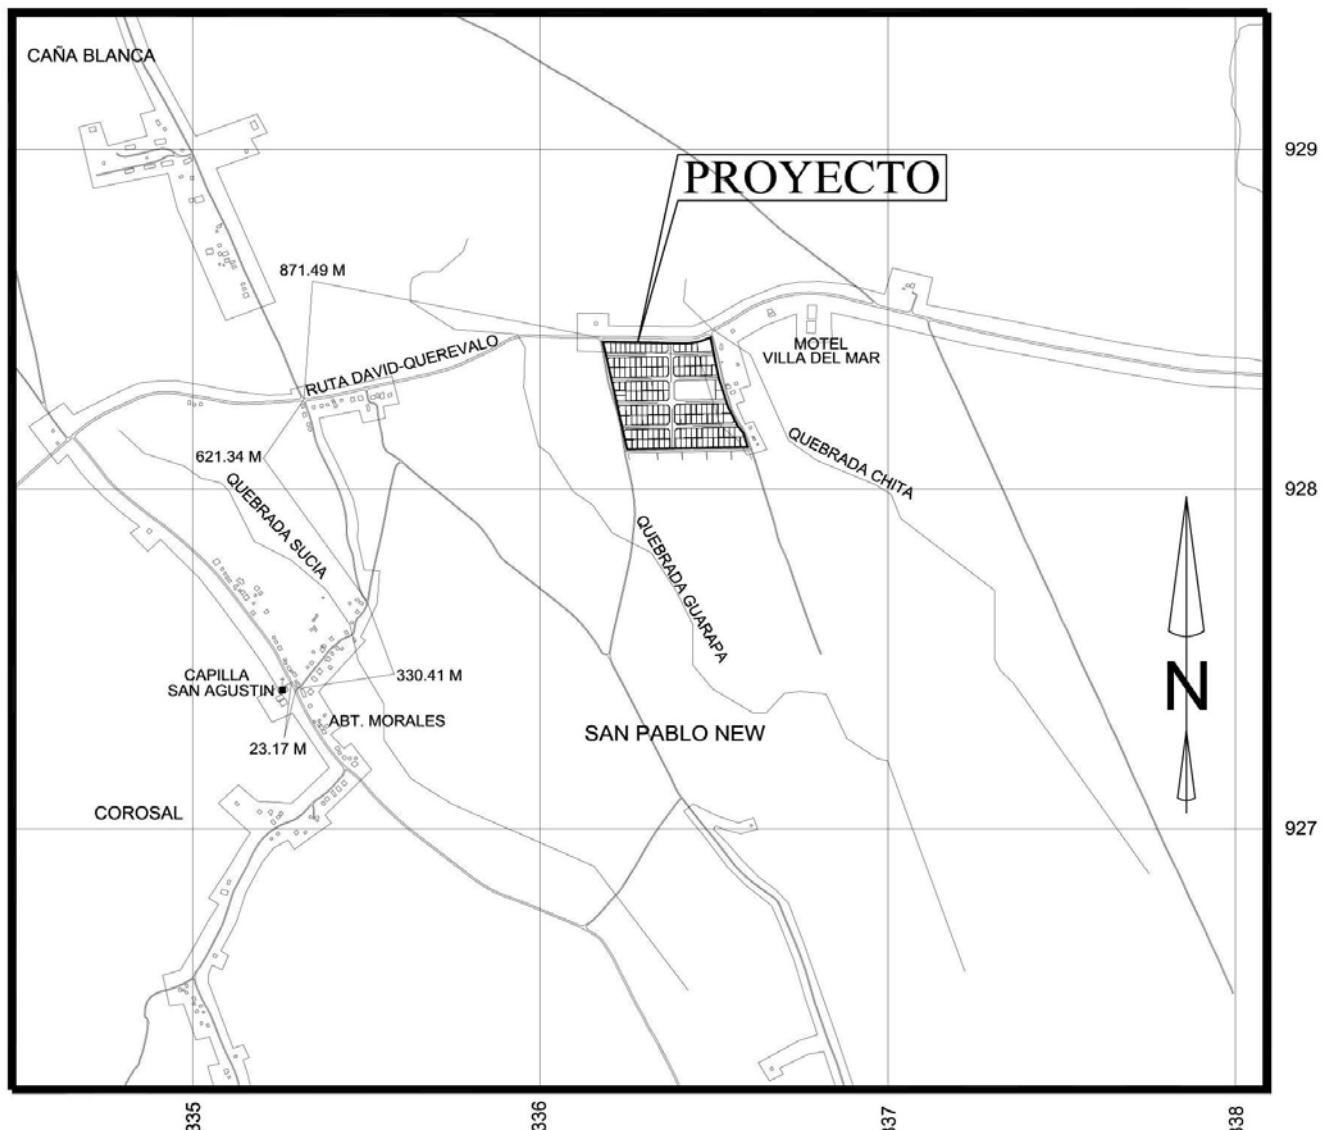 CAÑA BLANCA
929
PROYECTO
871.49 M
MOTEL
VILLA DEL MAR
RUTA DAVID-QUEREVALO
621.34 M
QUEBRADA CHITA
QUEBRADA SUCIA
928
QUEBRADA GUARAPA
CAPILLA
SAN AGUSTIN
330.41 M
N
ABT. MORALES
SAN PABLO NEW
23.17 M
COROSAL
927
335
336
337
338